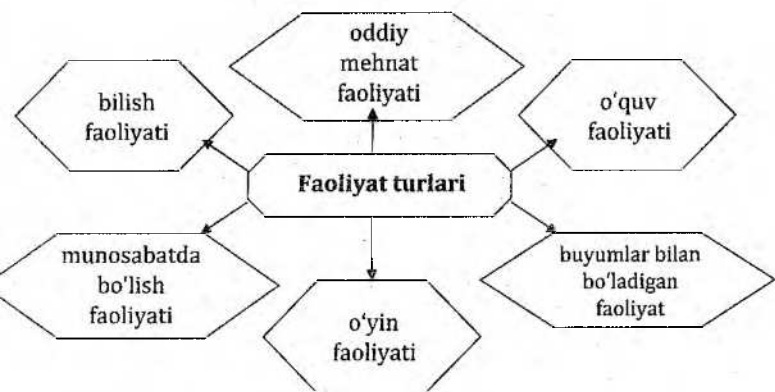 oddiy
mehnat
faoliyati
bilish
faoliyati
o‘quv
faoliyati
Faoliyat turlari
munosabatda
bo‘lish
faoliyati
buyumlar bilan
bo‘ladigan
faoliyat
o‘yin
faoliyati